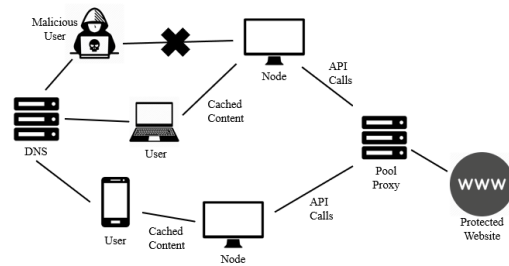 Malicious
User
Node
API
Calls
Cached
Content
DNS
User
Pool
Proxy
WWW
Protected
Website
API
Calls
User
Cached
Content
Node